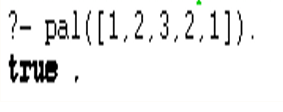 ?- pal([1,2,3,2,1]).
true .